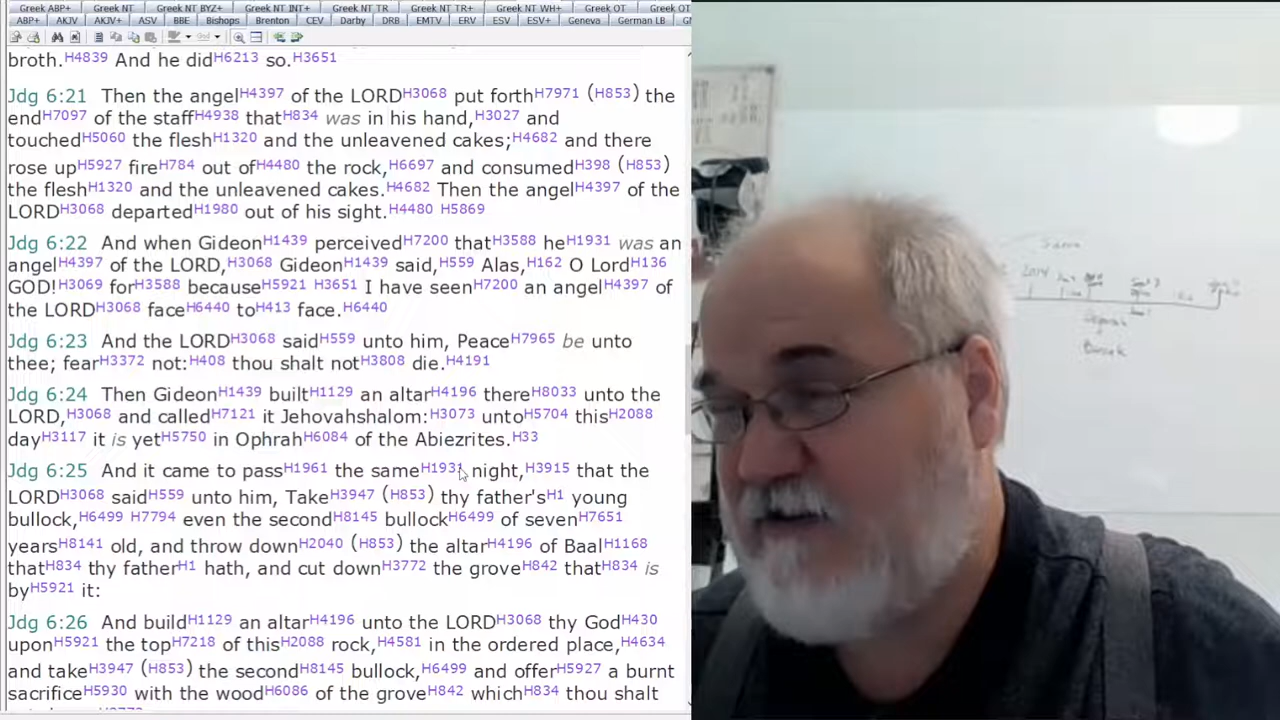 Greek ABP+ Greek NT Greek NT BYZ+ Greek NT INT+ Greek NT TR Greek NT TR+ Greek NT WH+ Greek OT Greek OT
ABP+ AKJV AKJV+ ASV BBE Bishops Brenton CEV Darby DRB EMTV ERV ESV ESV+ Geneva German LB
broth.H4839 And he didH6213 so.H3651
Jdg 6:21 Then the angelH4397 of the LORDH3068 put forthH7971 (H853) the
endH7097 of the staffH4938 thatH834 was in his hand,H3027 and
touchedH5060 the fleshH1320 and the unleavened cakes;H4682 and there
rose upH5927 fireH784 out ofH4480 the rock,H6697 and consumedH398 (H853)
the fleshH1320 and the unleavened cakes.H4682 Then the angelH4397 of the
LORDH3068 departedH1980 out of his sight.H4480 H5869
Jdg 6:22 And when GideonH1439 perceivedH7200 thatH3588 heH1931 was an
angelH4397 of the LORD,H3068 GideonH1439 said,H559 Alas,H162 O LordH136
GOD!H3069 forH3588 becauseH5921 H3651 I have seenH7200 an angelH4397 of
the LORDH3068 faceH6440 toH413 face.H6440
Jdg 6:23 And the LORDH3068 saidH559 unto him, PeaceH7965 be unto
thee; fearH3372 not:H408 thou shalt notH3808 die.H4191
Jdg 6:24 Then GideonH1439 builtH1129 an altarH4196 thereH8033 unto the
LORD,H3068 and calledH7121 it Jehovahshalom:H3073 untoH5704 thisH2088
dayH3117 it is yetH5750 in OphrahH6084 of the Abiezrites.H33
Jdg 6:25 And it came to passH1961 the sameH1931 night,H3915 that the
LORDH3068 saidH559 unto him, TakeH3947 (H853) thy father'sH1 young
bullock,H6499 H7794 even the secondH8145 bullockH6499 of sevenH7651
yearsH8141 old, and throw downH2040 (H853) the altarH4196 of BaalH1168
thatH834 thy fatherH1 hath, and cut downH3772 the groveH842 thatH834 is
byH5921 it:
Jdg 6:26 And buildH1129 an altarH4196 unto the LORDH3068 thy GodH430
uponH5921 the topH7218 of thisH2088 rock,H4581 in the ordered place,H4634
and takeH3947 (H853) the secondH8145 bullock,H6499 and offerH5927 a burnt
sacrificeH5930 with the woodH6086 of the groveH842 whichH834 thou shalt